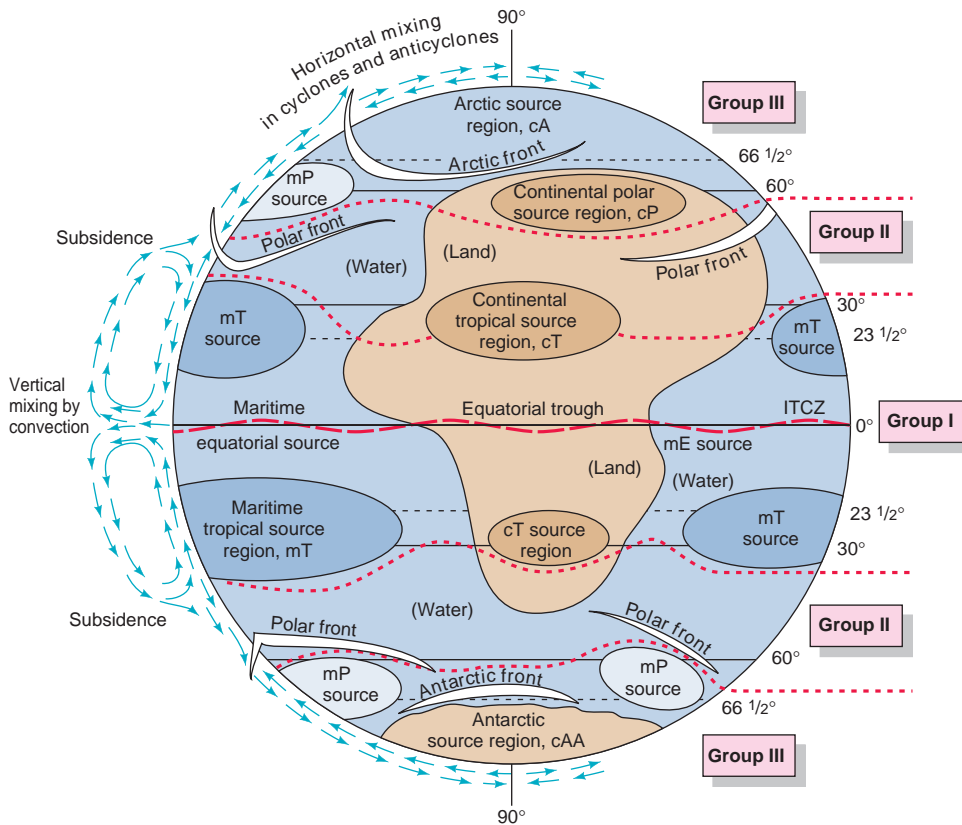 90°
Horizontal mixing
in cyclones and anticyclones
Arctic source
region, cA
Group III
Arctic front
66 1/2°
mP
source
60°
Continental polar
source region, cP
Group II
Subsidence
Polar front
(Water)
(Land)
Polar front
30°
mT
source
Continental
tropical source
region, cT
mT
source
23 1/2°
Vertical
mixing by
convection
Maritime
equatorial source
Equatorial trough
ITCZ
0°
Group I
mE source
(Land)
(Water)
Maritime
tropical source
region, mT
cT source
region
mT
source
23 1/2°
30°
Subsidence
(Water)
Polar front
Polar front
Group II
60°
mP
source
Antarctic front
mP
source
66 1/2°
Antarctic
source region, cAA
Group III
90°